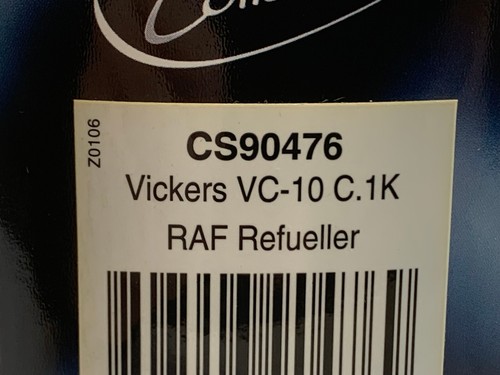 Z0106
CS90476
Vickers VC-10 C.1K
RAF Refueller